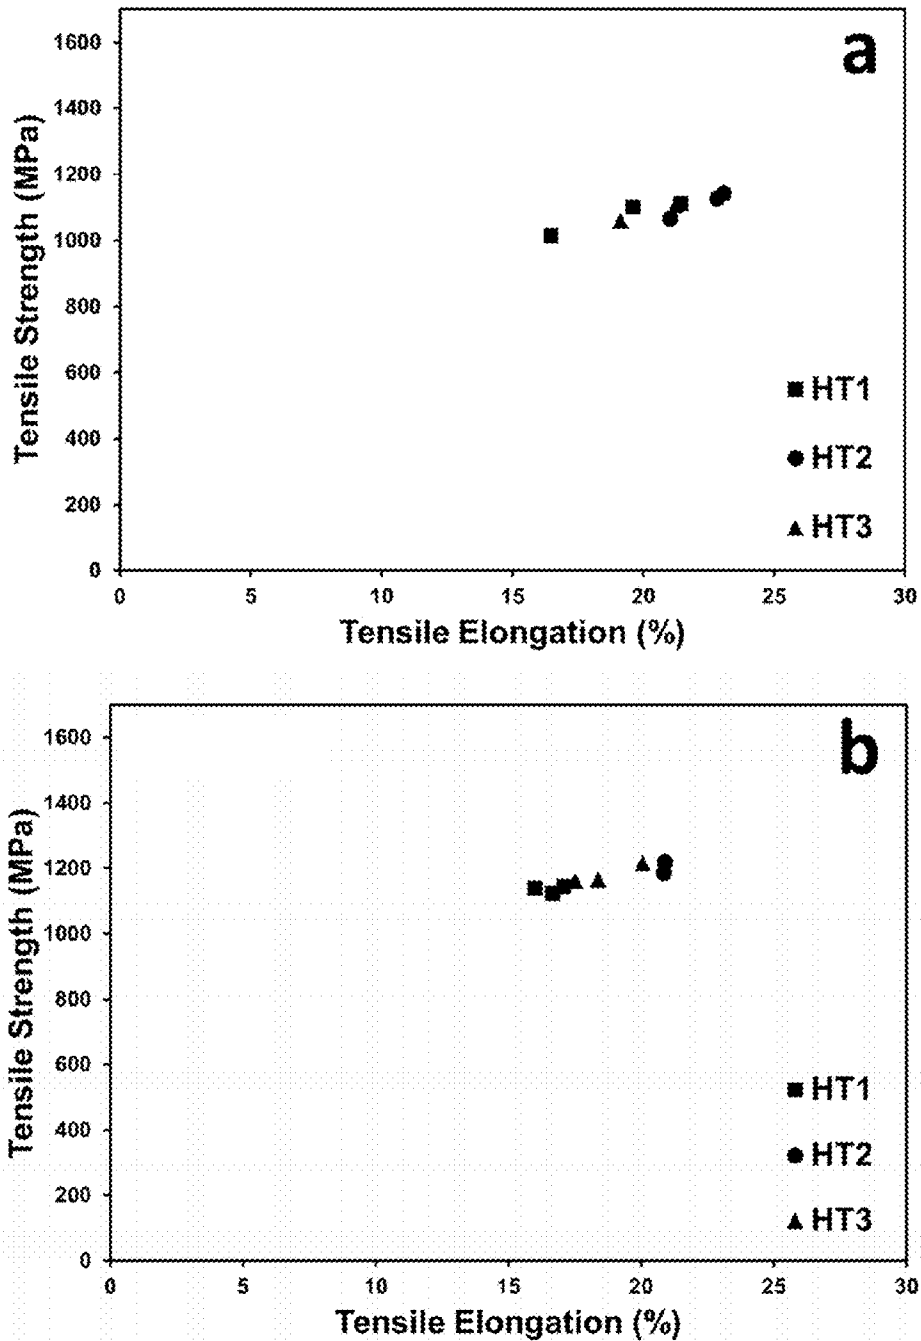 a
Tensile Strength (MPa)
1600
1400
1200
1000
800
600
400
200
0
HT1
HT2
HT3
0 5 10 15 20 25 30
Tensile Elongation (%)
b
Tensile Strength (MPa)
1600
1400
1200
1000
800
600
400
200
0
HT1
HT2
HT3
0 5 10 15 20 25 30
Tensile Elongation (%)